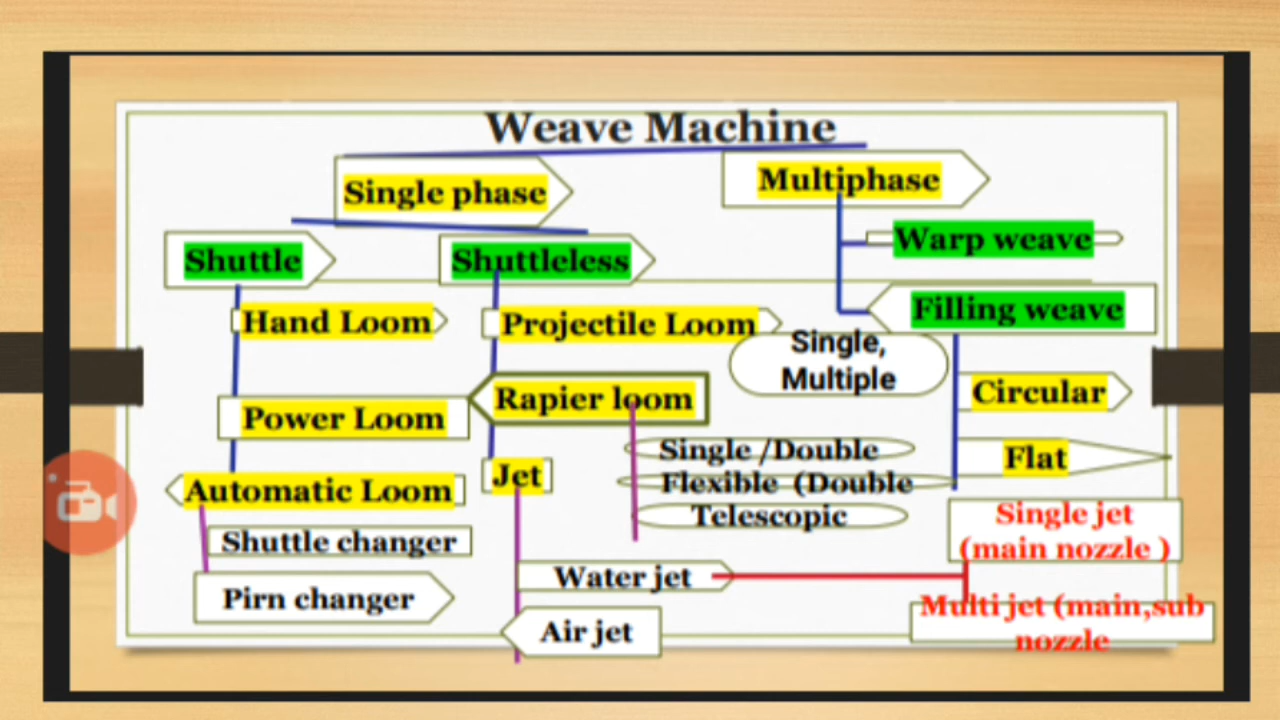 Weave Machine
Single phase
Multiphase
Shuttle
Shuttleless
Warp weave
Filling weave
Hand Loom
Projectile Loom
Single,
Multiple
Circular
Power Loom
Rapier loom
Single /Double
Flat
Flexible (Double
Automatic Loom
Jet
Telescopic
Single jet
(main nozzle )
Shuttle changer
Pirn changer
Water jet
Multi jet (main,sub
nozzle
Air jet